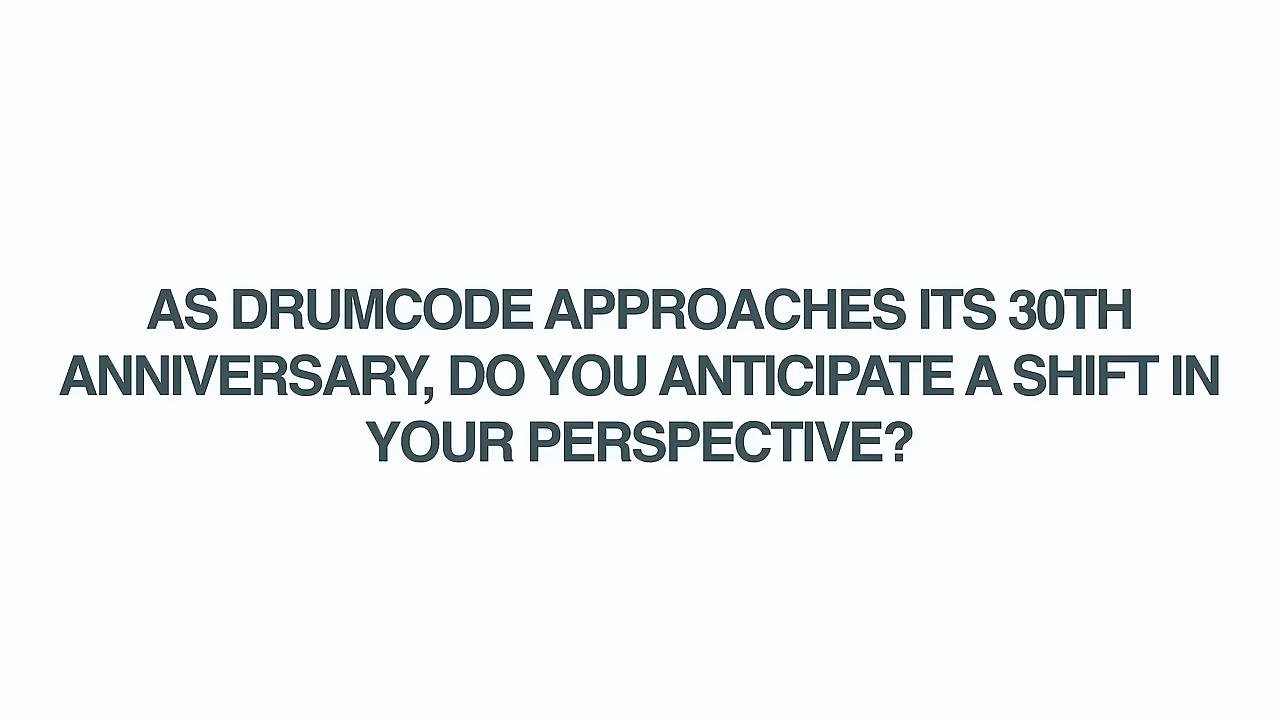 AS DRUMCODE APPROACHES ITS 30TH
ANNIVERSARY, DO YOU ANTICIPATE A SHIFT IN
YOUR PERSPECTIVE?